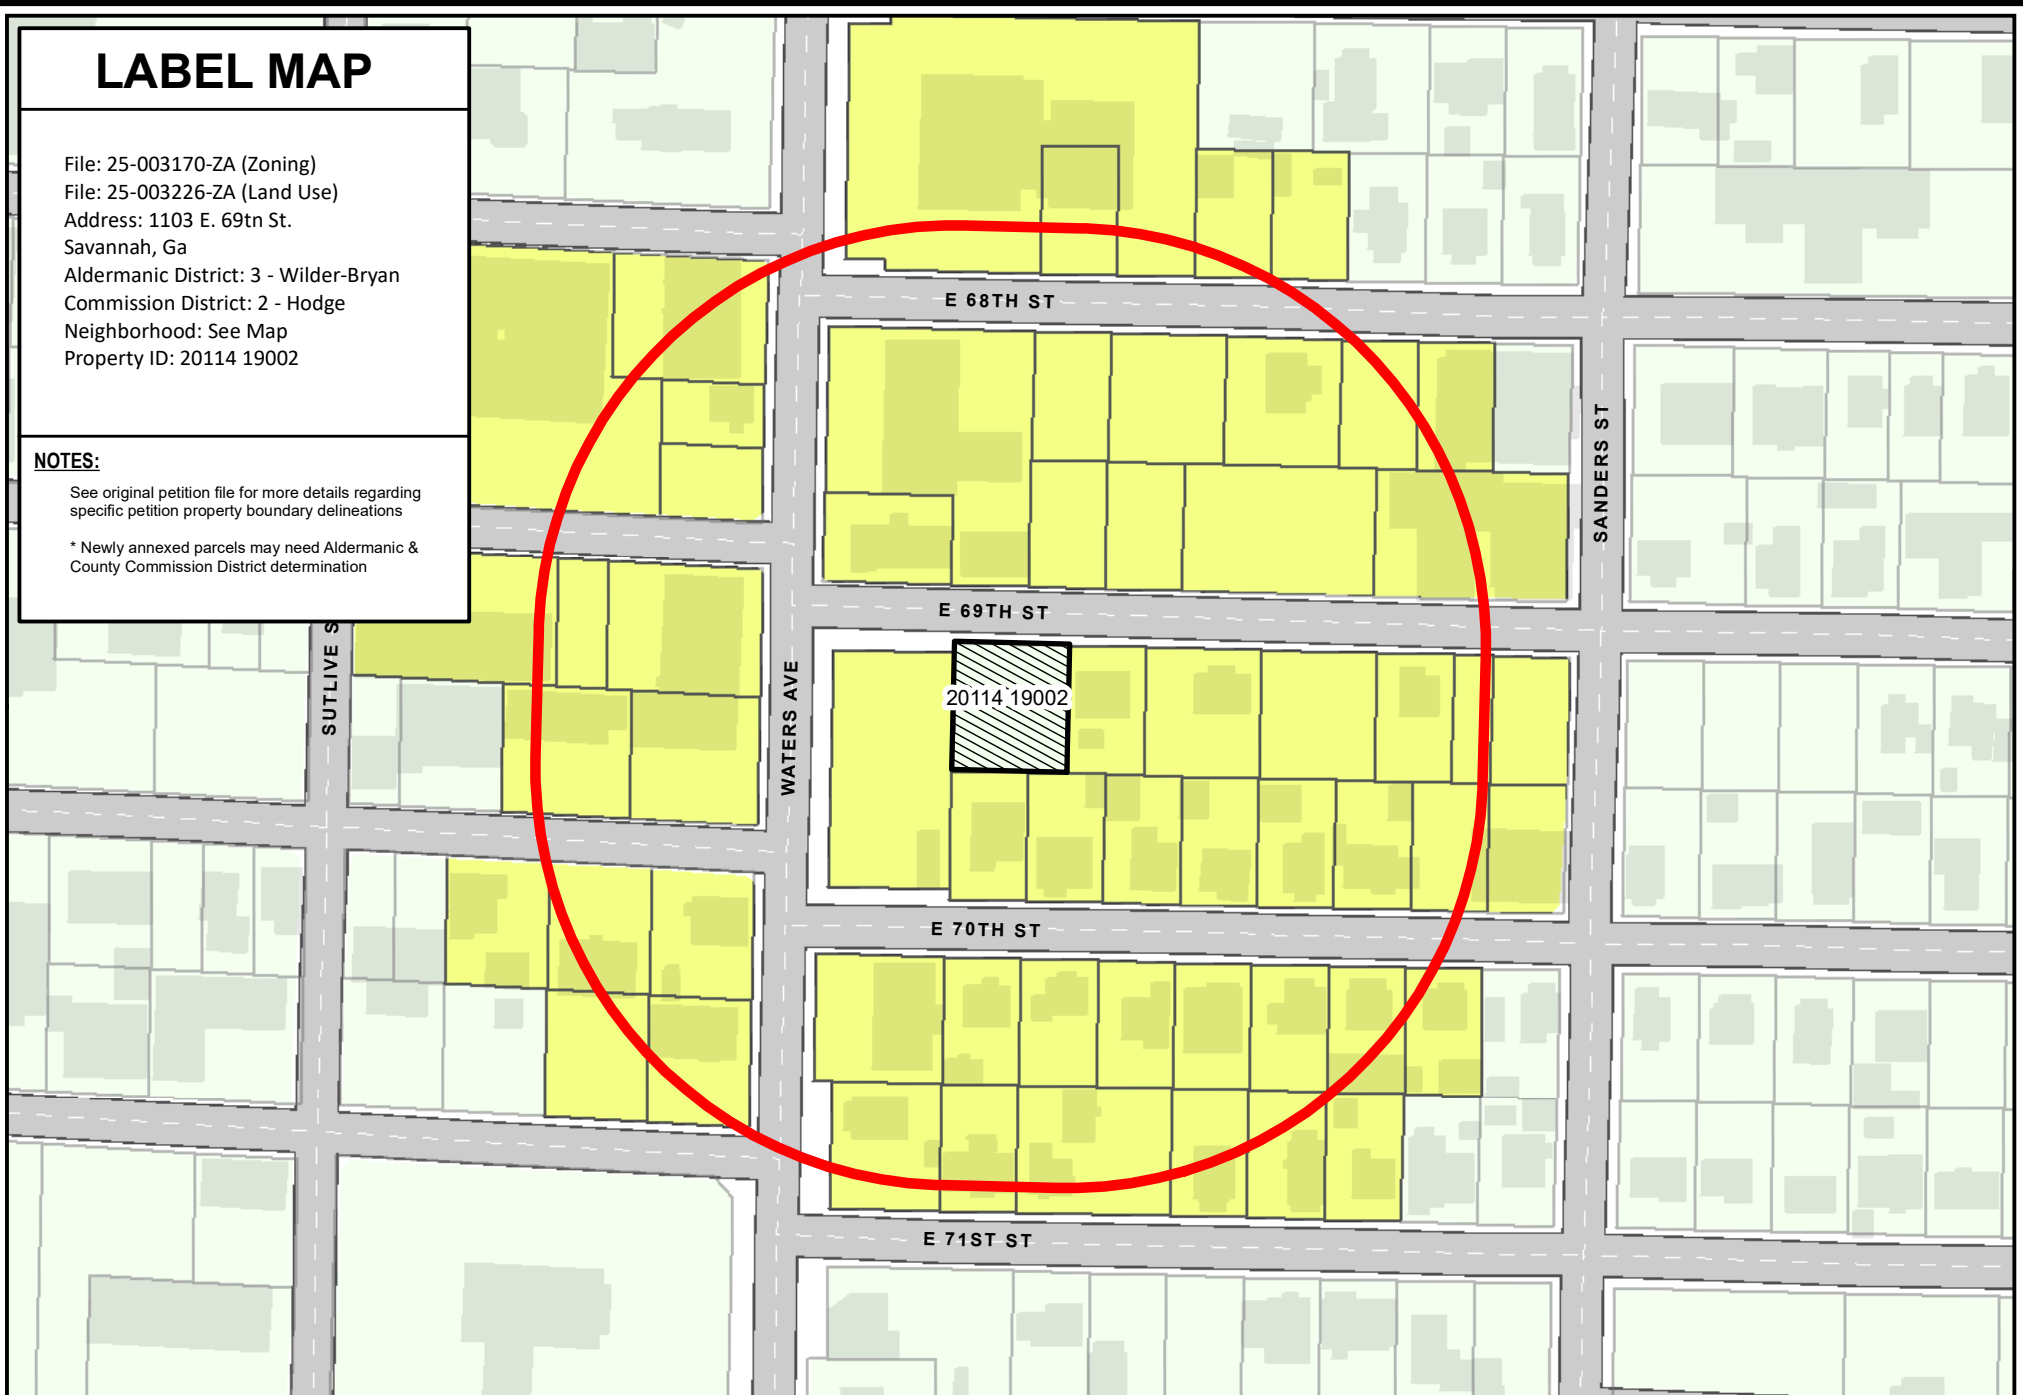 LABEL MAP
File: 25-003170-ZA (Zoning)
File: 25-003226-ZA (Land Use)
Address: 1103 E. 69tn St.
Savannah, Ga
Aldermanic District: 3 - Wilder-Bryan
Commission District: 2 - Hodge
Neighborhood: See Map
Property ID: 20114 19002
NOTES:
See original petition file for more details regarding
specific petition property boundary delineations
* Newly annexed parcels may need Aldermanic &
County Commission District determination
E 68TH ST
SANDERS ST
E 69TH ST
SUTLIVE S
WATERS AVE
20114 19002
E 70TH ST
E 71ST ST